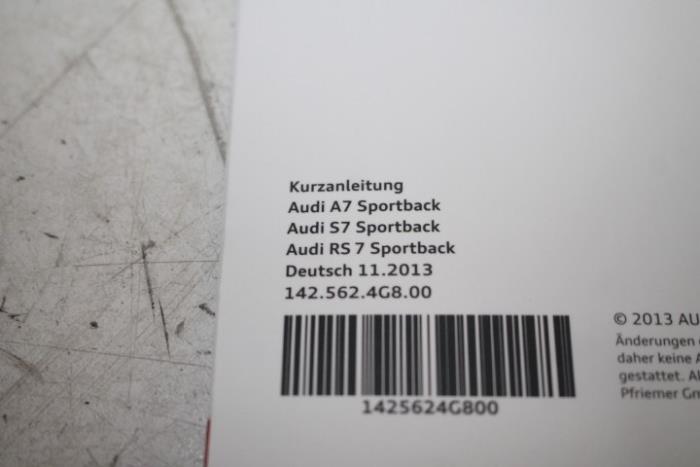 Kurzanleitung
Audi A7 Sportback
Audi S7 Sportback
Audi RS 7 Sportback
Deutsch 11.2013
142.562.4G8.00
1425624G800
© 2013 AU
Änderungen
daher keine A
gestattet. Al
Pfriemer Gm